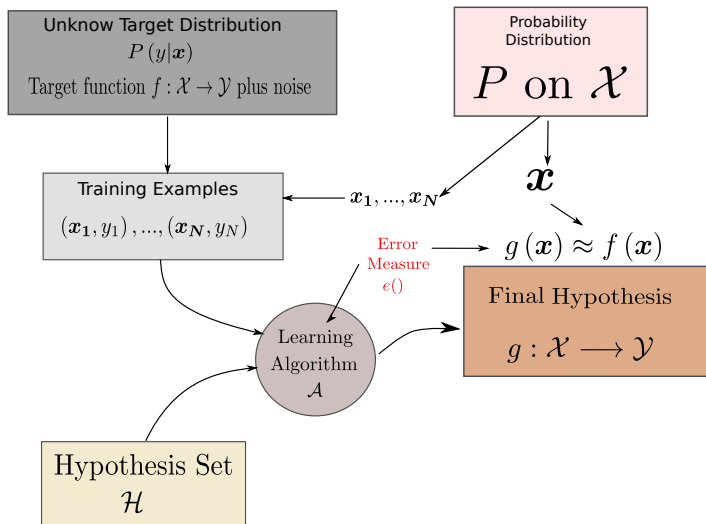 Unknow Target Distribution
P (y|x)
Target function f : 𝒳 → 𝒴 plus noise
Probability
Distribution
P on 𝒳
Training Examples
(x₁, y₁) , ..., (x_N, y_N)
x₁, ..., x_N
x
Error
Measure
e()
g (x) ≈ f (x)
Final Hypothesis
g : 𝒳 ⟶ 𝒴
Learning
Algorithm
𝒜
Hypothesis Set
ℋ